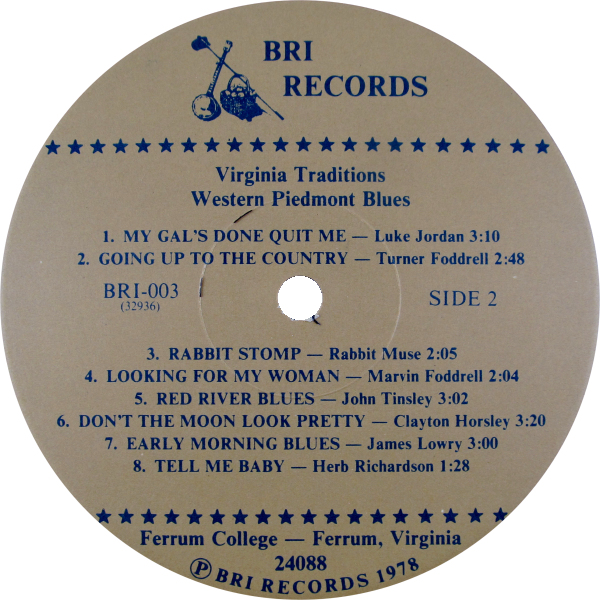 BRI
RECORDS
Virginia Traditions
Western Piedmont Blues
1. MY GAL'S DONE QUIT ME — Luke Jordan 3:10
2. GOING UP TO THE COUNTRY — Turner Foddrell 2:48
BRI-003
(32936)
SIDE 2
3. RABBIT STOMP — Rabbit Muse 2:05
4. LOOKING FOR MY WOMAN — Marvin Foddrell 2:04
5. RED RIVER BLUES — John Tinsley 3:02
6. DON'T THE MOON LOOK PRETTY — Clayton Horsley 3:20
7. EARLY MORNING BLUES — James Lowry 3:00
8. TELL ME BABY — Herb Richardson 1:28
Ferrum College — Ferrum, Virginia
24088
Ⓟ BRI RECORDS 1978